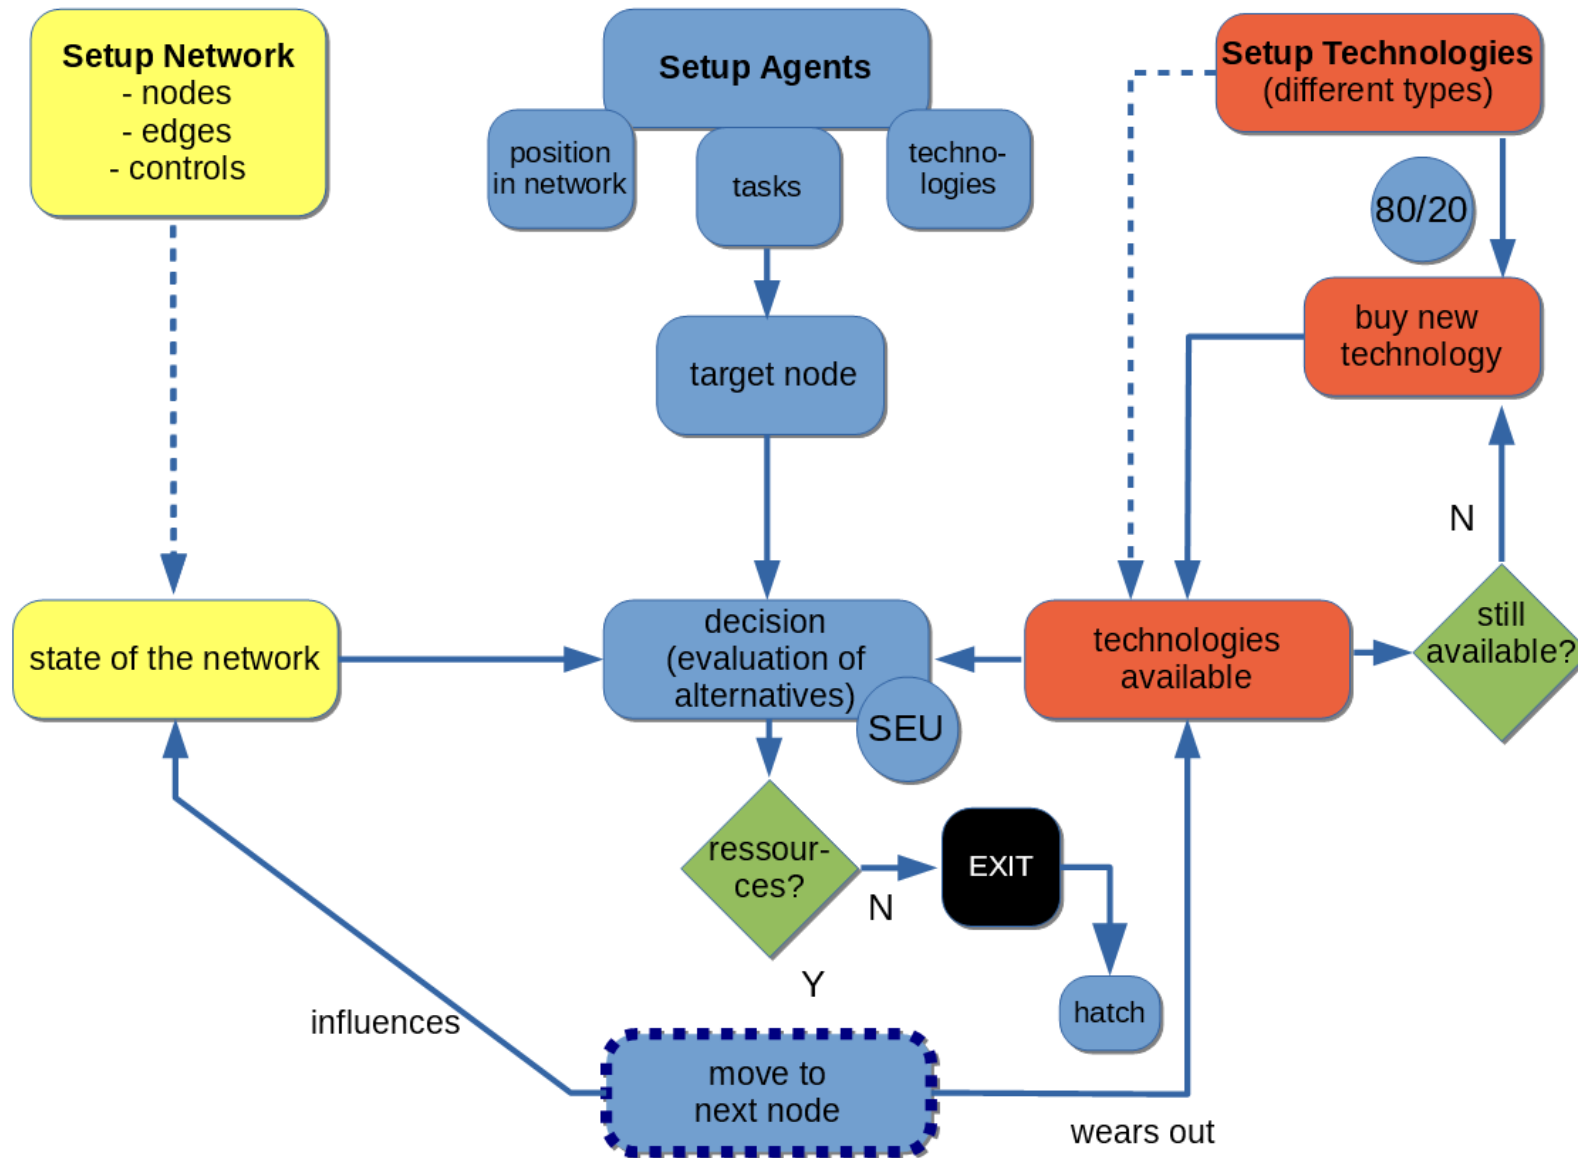 Setup Network
- nodes
- edges
- controls
Setup Agents
position
in network
tasks
techno-
logies
Setup Technologies
(different types)
80/20
buy new
technology
target node
N
state of the network
decision
(evaluation of
alternatives)
SEU
technologies
available
still
available?
ressour-
ces?
N
EXIT
Y
hatch
influences
move to
next node
wears out